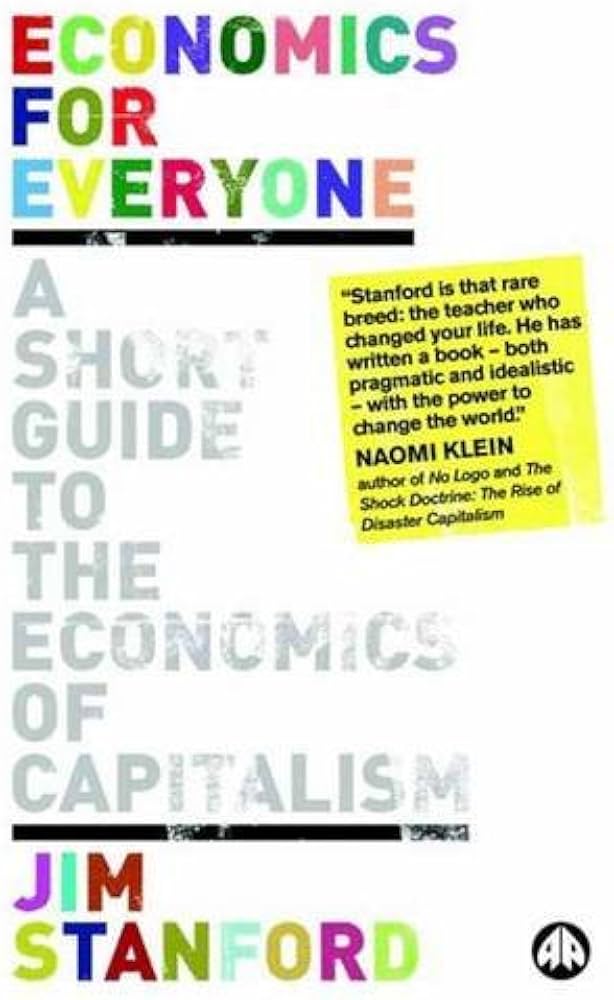 ECONOMICS
FOR
EVERYONE
A
SHORT
GUIDE
TO
THE
ECONOMICS
OF
CAPITALISM
"Stanford is that rare
breed: the teacher who
changed your life. He has
written a book – both
pragmatic and idealistic
– with the power to
change the world."
NAOMI KLEIN
author of No Logo and The
Shock Doctrine: The Rise of
Disaster Capitalism
JIM
STANFORD